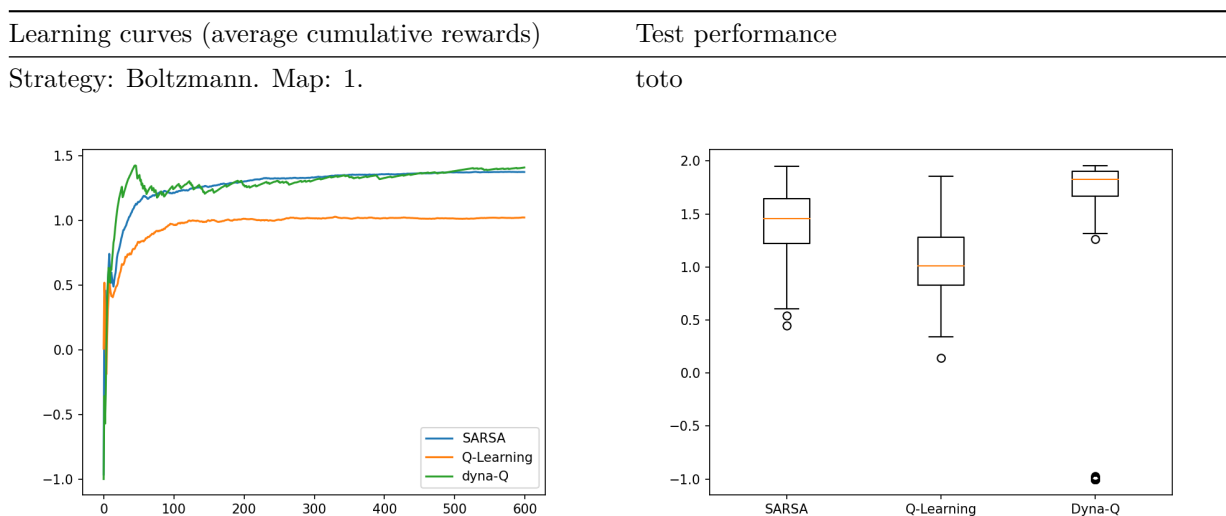 Learning curves (average cumulative rewards) Test performance
Strategy: Boltzmann. Map: 1. toto
1.5
1.0
0.5
0.0
−0.5
−1.0
0 100 200 300 400 500 600
SARSA
Q-Learning
dyna-Q
2.0
1.5
1.0
0.5
0.0
−0.5
−1.0
SARSA Q-Learning Dyna-Q